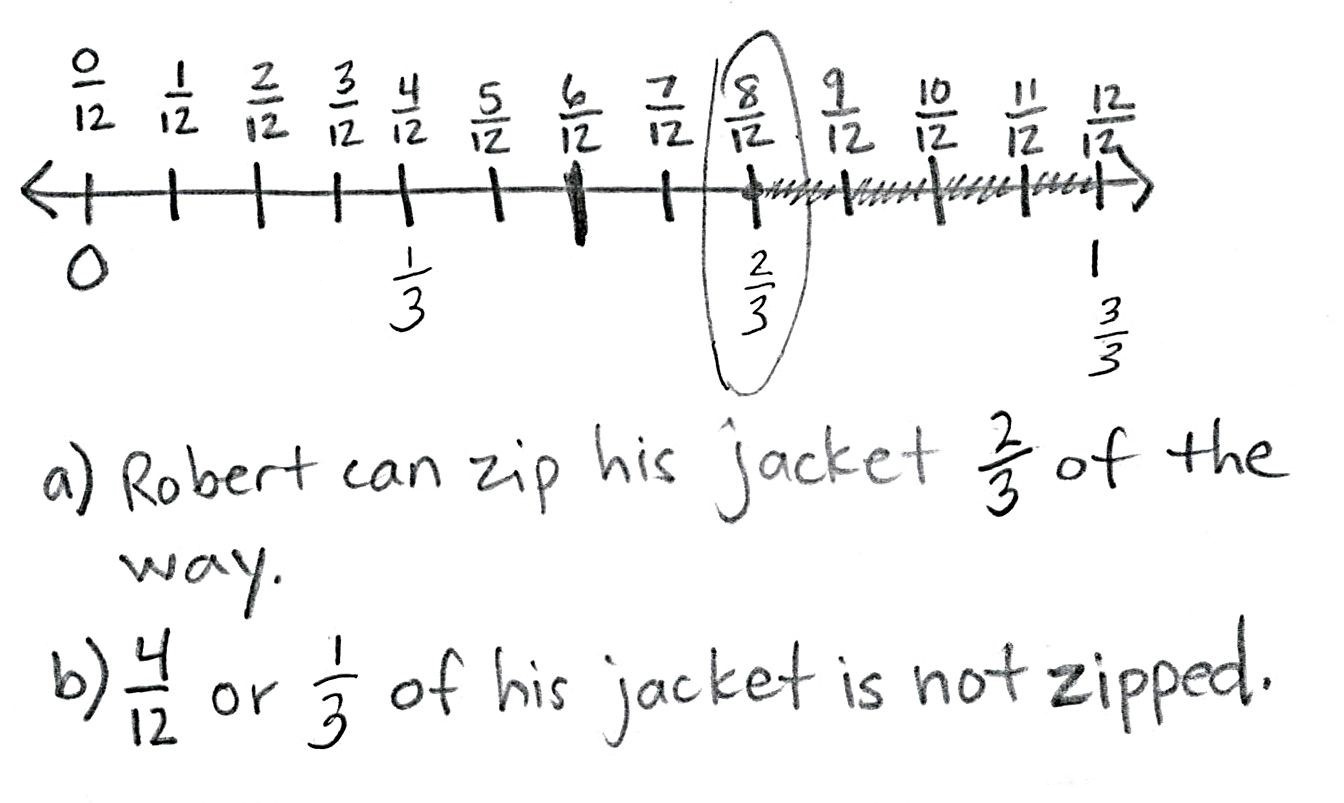 0/12 1/12 2/12 3/12 4/12 5/12 6/12 7/12 8/12 9/12 10/12 11/12 12/12
0 1/3 2/3 1
3/3
a) Robert can zip his jacket 2/3 of the
way.
b) 4/12 or 1/3 of his jacket is not zipped.